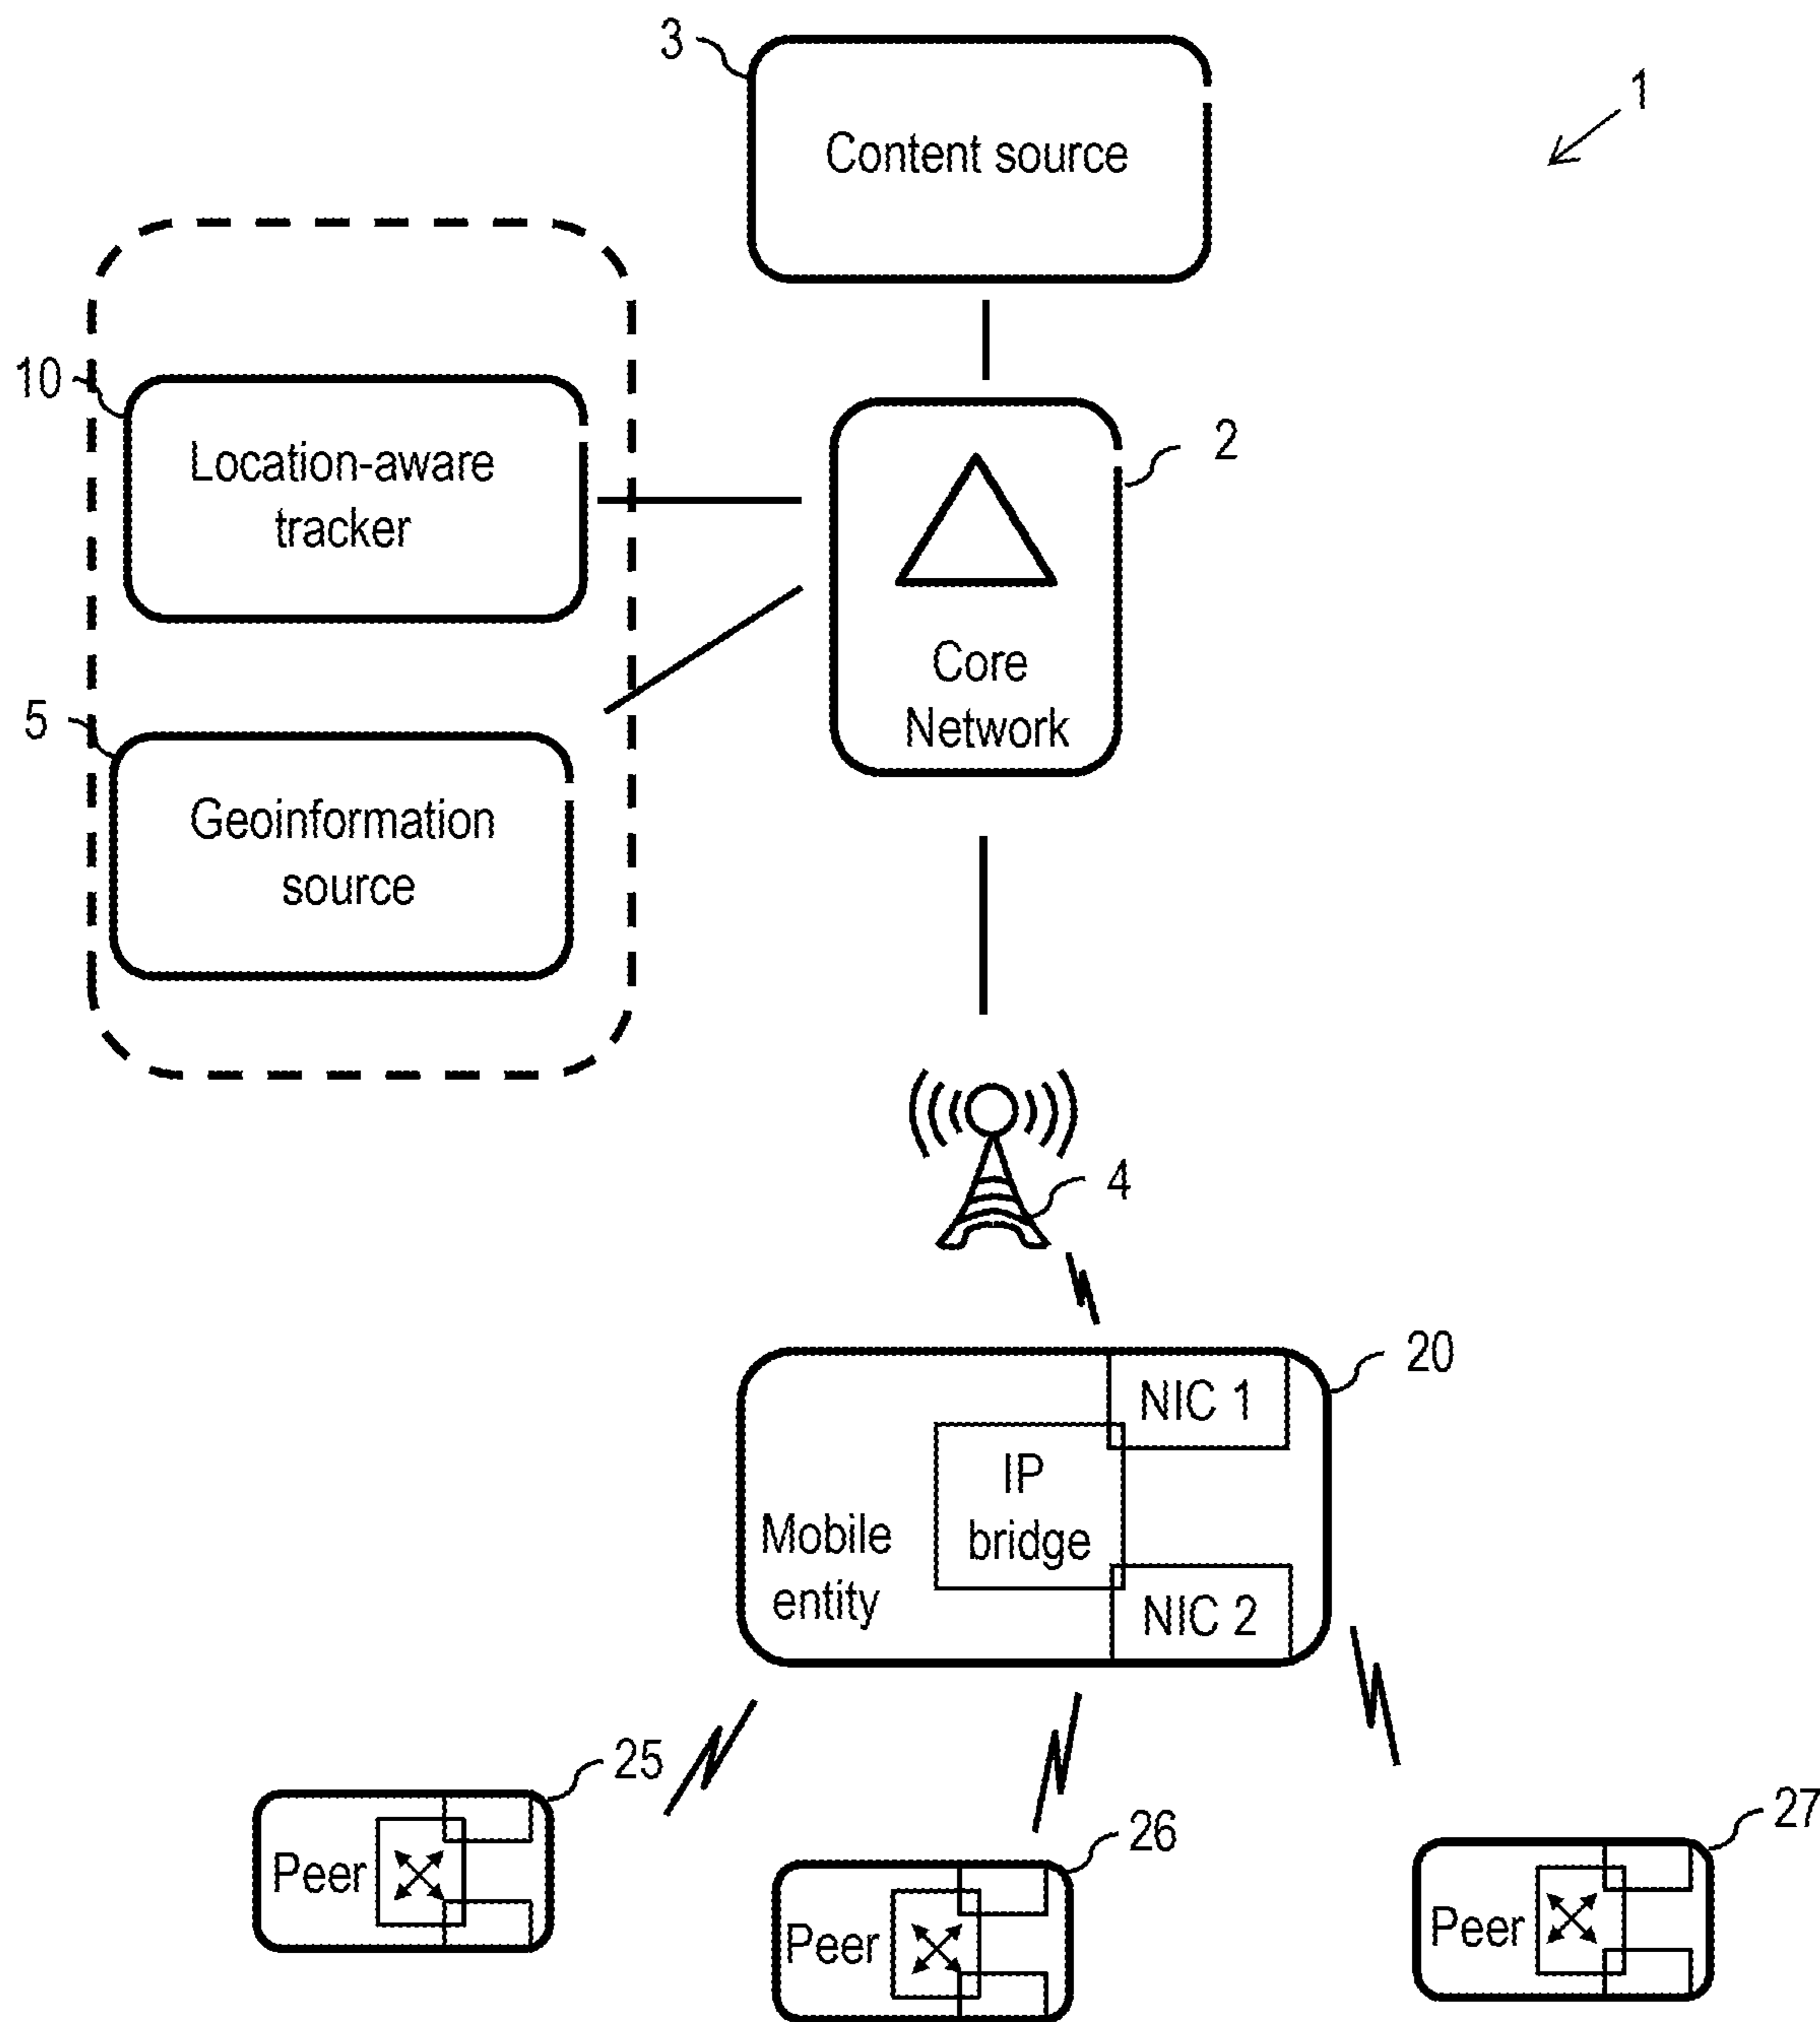 3
Content source
1
10
Location-aware
tracker
2
Core
Network
5
Geoinformation
source
4
20
NIC 1
IP
bridge
Mobile
entity
NIC 2
25
Peer
26
Peer
27
Peer